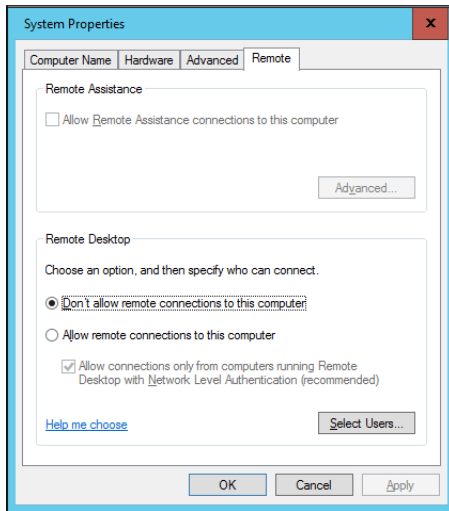 System Properties
x
Computer Name
Hardware
Advanced
Remote
Remote Assistance
Allow Remote Assistance connections to this computer
Advanced...
Remote Desktop
Choose an option, and then specify who can connect.
Don't allow remote connections to this computer
Allow remote connections to this computer
Allow connections only from computers running Remote
Desktop with Network Level Authentication (recommended)
Help me choose
Select Users...
OK
Cancel
Apply